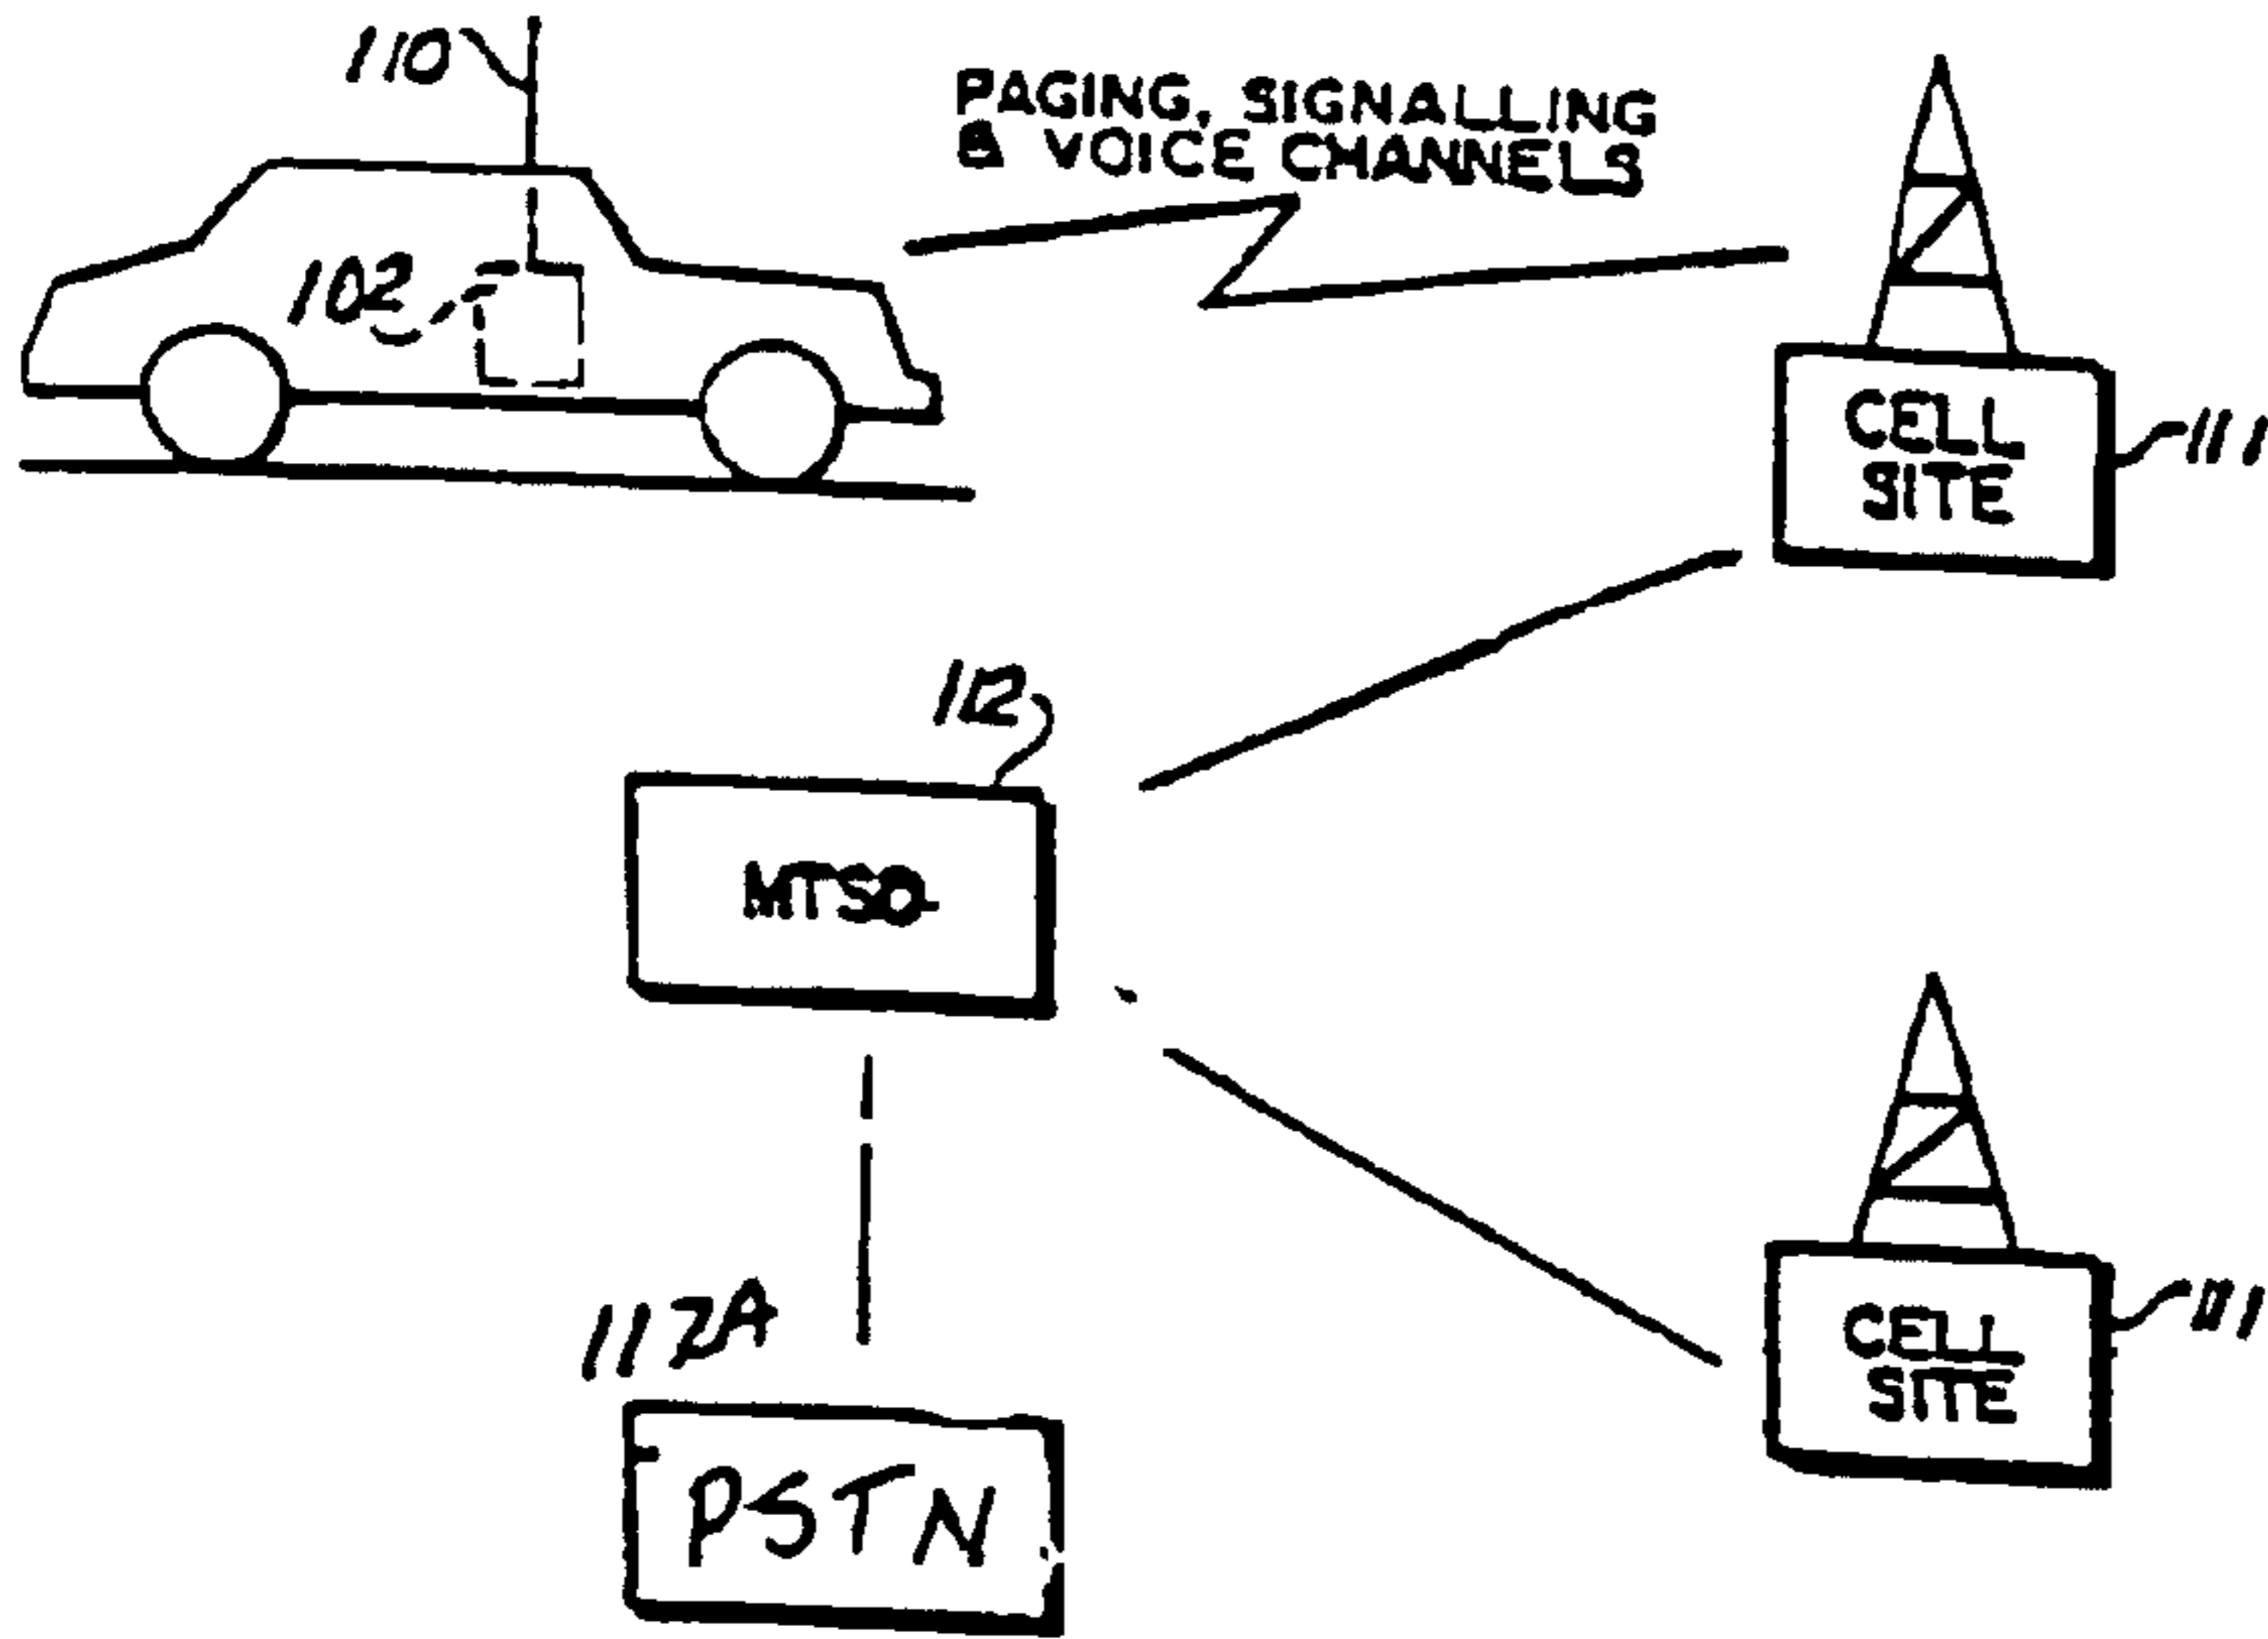 110
PAGING, SIGNALLING
& VOICE CHANNELS
102
CELL
SITE
111
112
MTSO
112A
PSTN
CELL
SITE
111